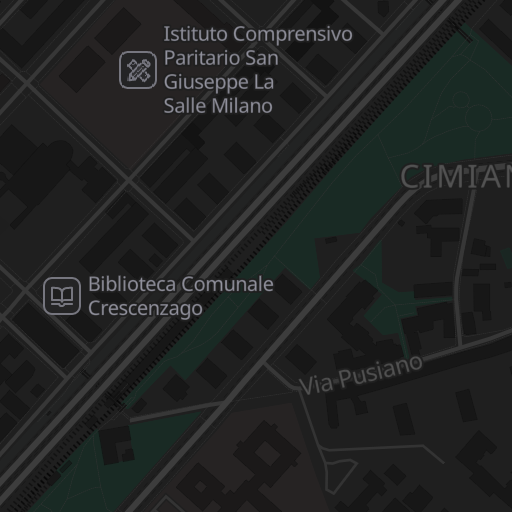 Istituto Comprensivo
Paritario San
Giuseppe La
Salle Milano
CIMIAN
Biblioteca Comunale
Crescenzago
Via Pusiano